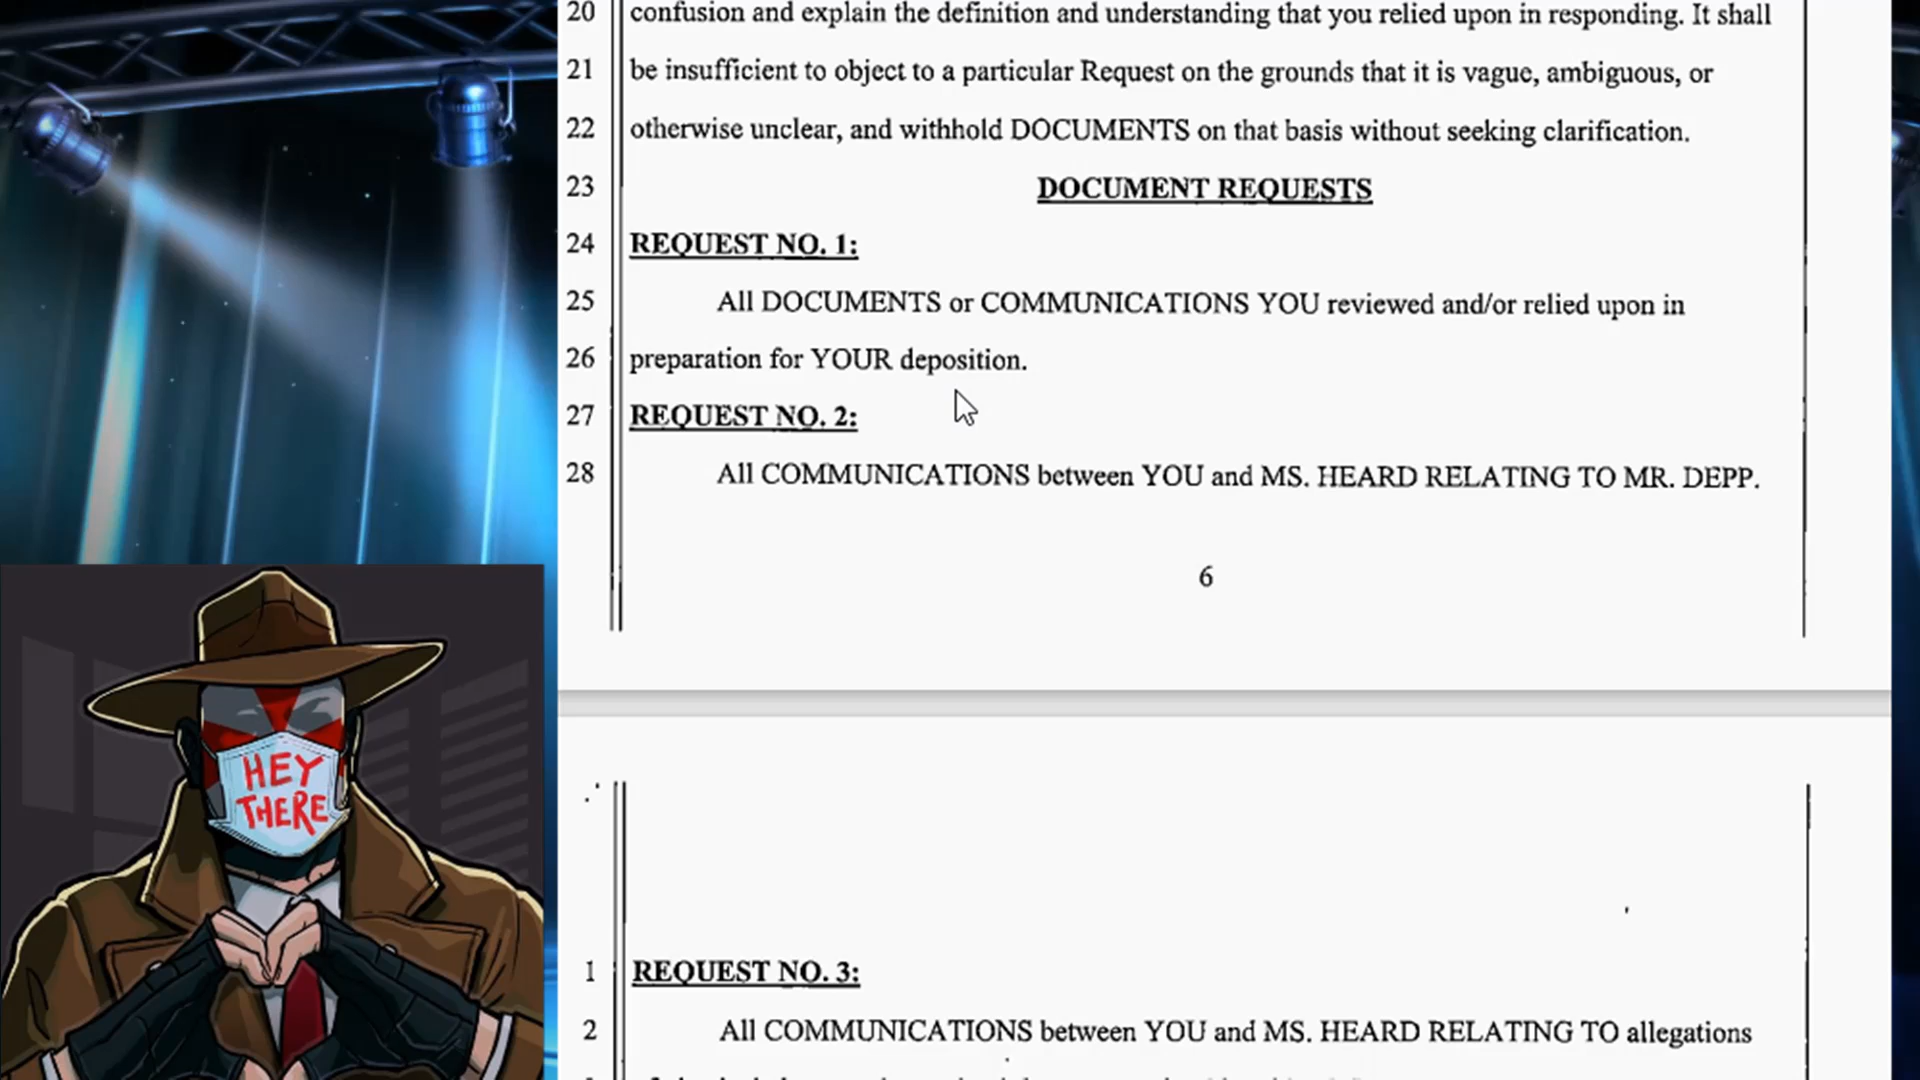 20 confusion and explain the definition and understanding that you relied upon in responding. It shall
21 be insufficient to object to a particular Request on the grounds that it is vague, ambiguous, or
22 otherwise unclear, and withhold DOCUMENTS on that basis without seeking clarification.
23 DOCUMENT REQUESTS
24 REQUEST NO. 1:
25 All DOCUMENTS or COMMUNICATIONS YOU reviewed and/or relied upon in
26 preparation for YOUR deposition.
27 REQUEST NO. 2:
28 All COMMUNICATIONS between YOU and MS. HEARD RELATING TO MR. DEPP.
6
1 REQUEST NO. 3:
2 All COMMUNICATIONS between YOU and MS. HEARD RELATING TO allegations
HEY
THERE